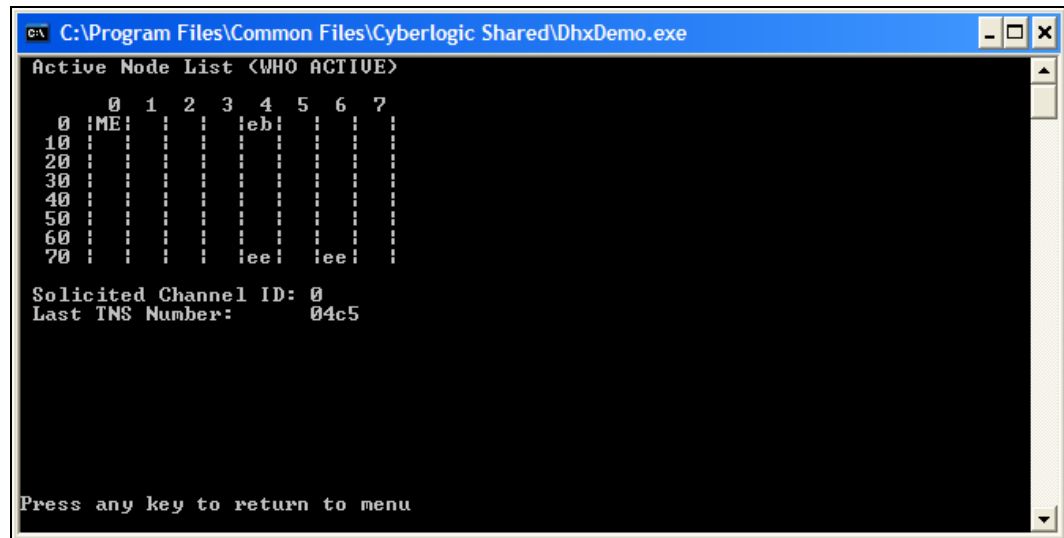 C:\Program Files\Common Files\Cyberlogic Shared\DhxDemo.exe
Active Node List (WHO ACTIVE)
0 1 2 3 4 5 6 7
0 ¦ME¦ ¦ ¦ ¦eb¦ ¦ ¦ ¦
10 ¦ ¦ ¦ ¦ ¦ ¦ ¦ ¦ ¦
20 ¦ ¦ ¦ ¦ ¦ ¦ ¦ ¦ ¦
30 ¦ ¦ ¦ ¦ ¦ ¦ ¦ ¦ ¦
40 ¦ ¦ ¦ ¦ ¦ ¦ ¦ ¦ ¦
50 ¦ ¦ ¦ ¦ ¦ ¦ ¦ ¦ ¦
60 ¦ ¦ ¦ ¦ ¦ ¦ ¦ ¦ ¦
70 ¦ ¦ ¦ ¦ ¦ee¦ ¦ee¦ ¦
Solicited Channel ID: 0
Last TNS Number: 04c5
Press any key to return to menu